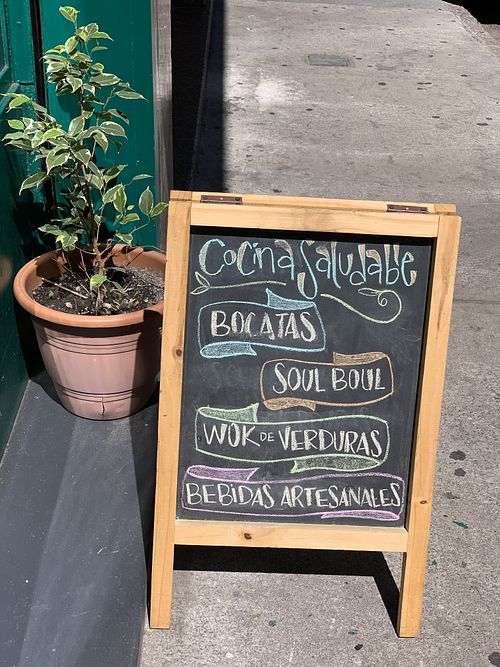 Cocina Saludable
BOCATAS
SOUL BOUL
WOK DE VERDURAS
BEBIDAS ARTESANALES